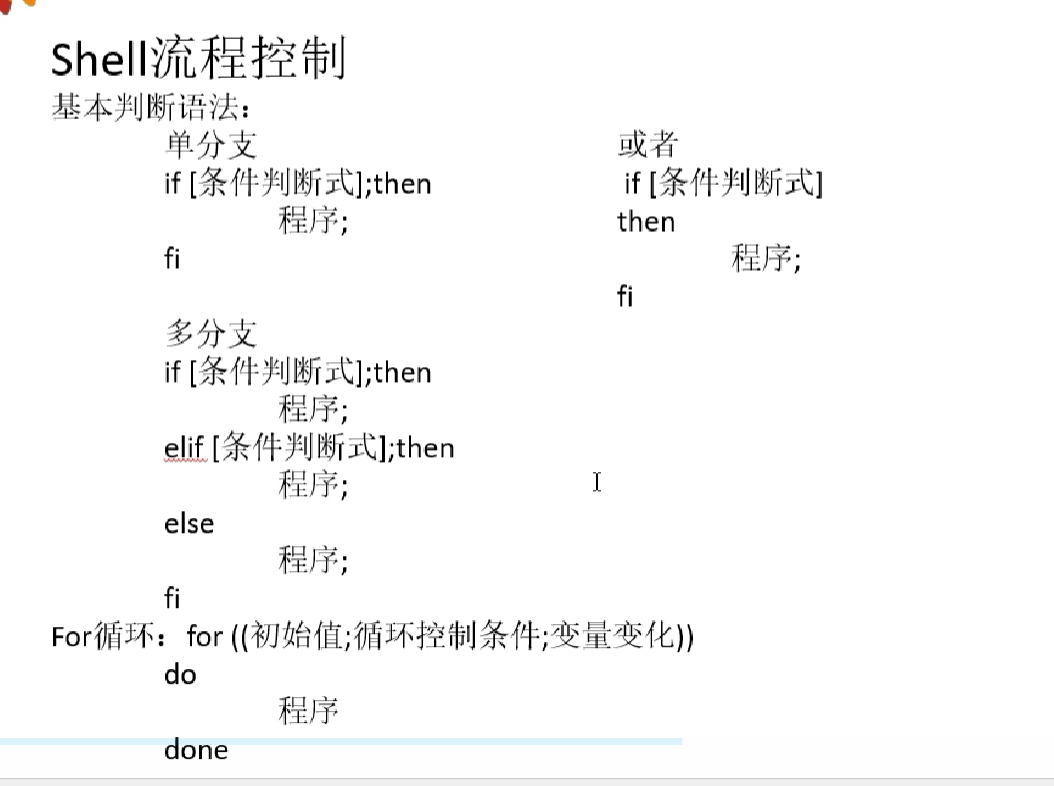 Shell流程控制
基本判断语法：
单分支
if [条件判断式];then
程序;
fi
或者
if [条件判断式]
then
程序;
fi
多分支
if [条件判断式];then
程序;
elif [条件判断式];then
程序;
else
程序;
fi
For循环：for ((初始值;循环控制条件;变量变化))
do
程序
done